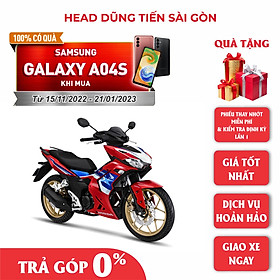 HEAD DŨNG TIẾN SÀI GÒN
100% CÓ QUÀ
SAMSUNG
GALAXY A04S
KHI MUA
Từ 15/11/2022 - 21/01/2023
QUÀ TẶNG
PHIẾU THAY NHỚT
MIỄN PHÍ
& KIỂM TRA ĐỊNH KỲ
LẦN 1
GIÁ TỐT
NHẤT
DỊCH VỤ
HOÀN HẢO
GIAO XE
NGAY
TRẢ GÓP 0%